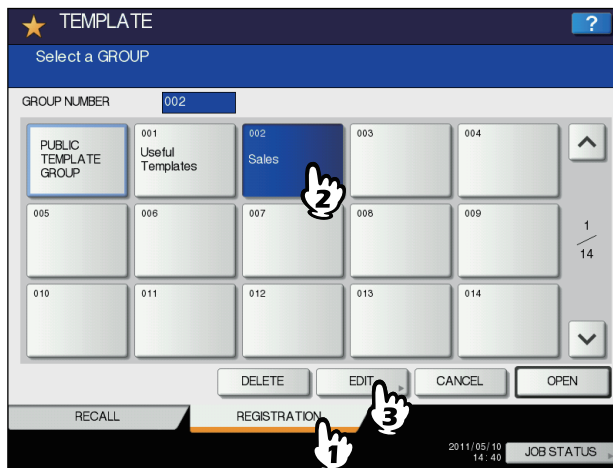 TEMPLATE
?
Select a GROUP
GROUP NUMBER 002
PUBLIC
TEMPLATE
GROUP
001
Useful
Templates
002
Sales
003
004
2
005
006
007
008
009
1
14
010
011
012
013
014
DELETE
EDIT
CANCEL
OPEN
3
RECALL
REGISTRATION
1
2011/05/10
14:40
JOB STATUS